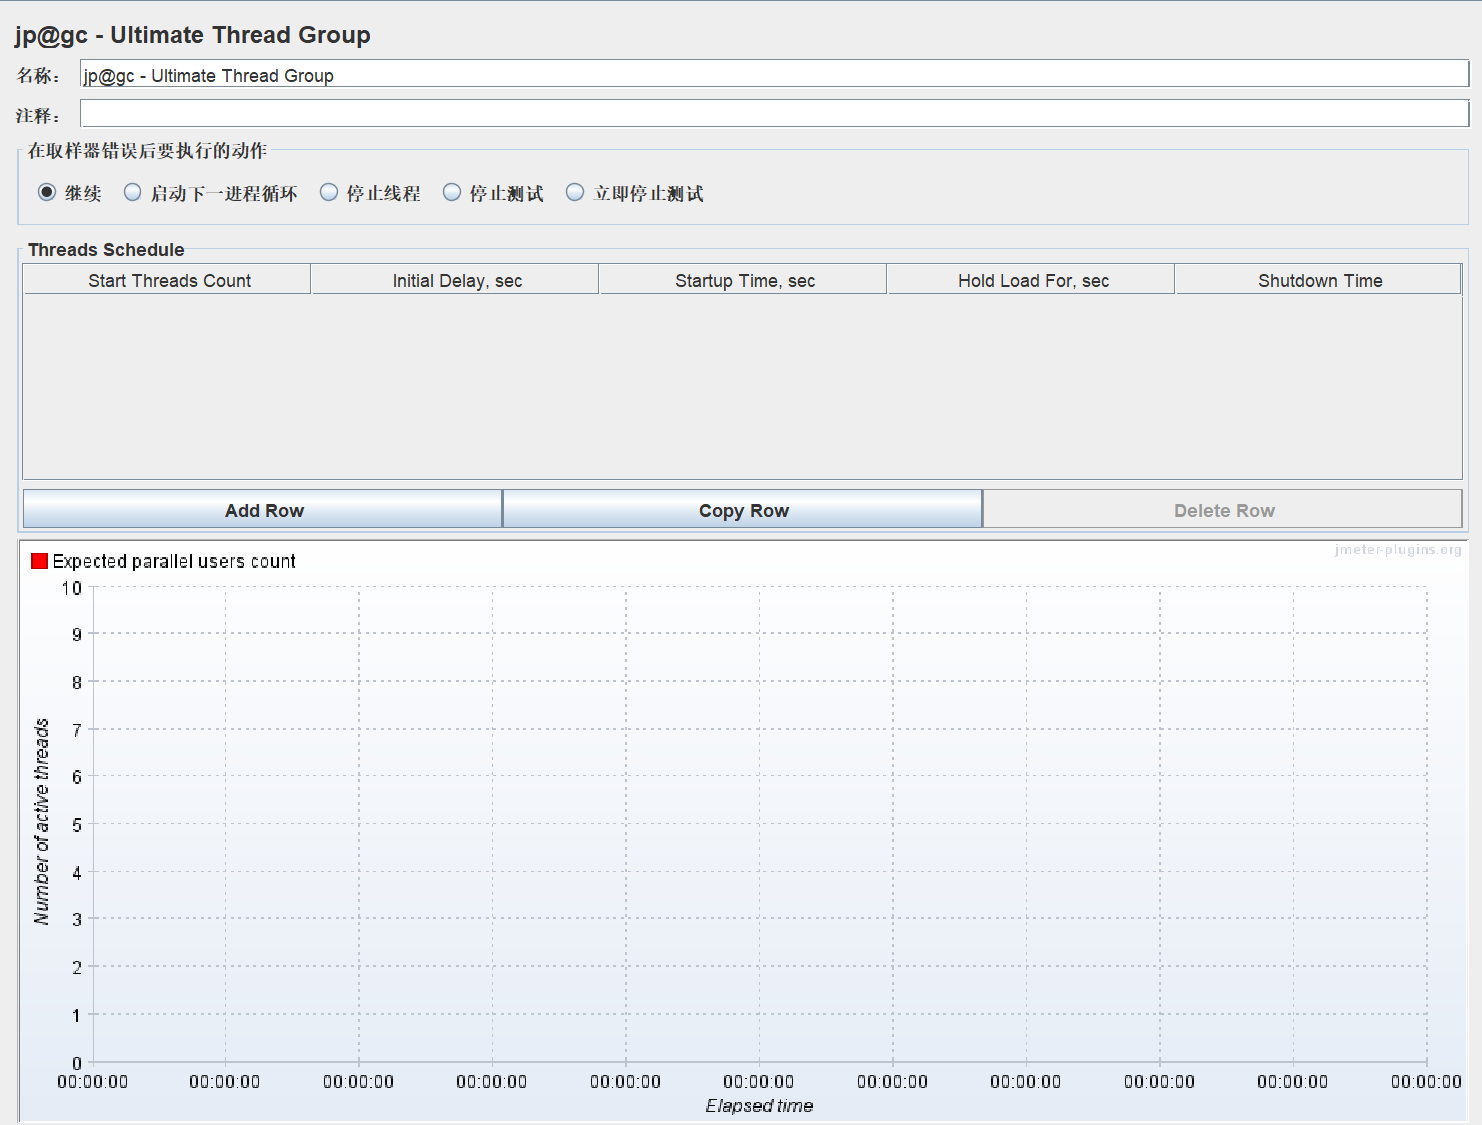 jp@gc - Ultimate Thread Group
名称： jp@gc - Ultimate Thread Group
注释：
在取样器错误后要执行的动作
继续 启动下一进程循环 停止线程 停止测试 立即停止测试
Threads Schedule
Start Threads Count Initial Delay, sec Startup Time, sec Hold Load For, sec Shutdown Time
Add Row Copy Row Delete Row
jmeter-plugins.org
Expected parallel users count
10
9
8
7
6
5
4
3
2
1
0
Number of active threads
00:00:00 00:00:00 00:00:00 00:00:00 00:00:00 00:00:00 00:00:00 00:00:00 00:00:00 00:00:00 00:00:00
Elapsed time